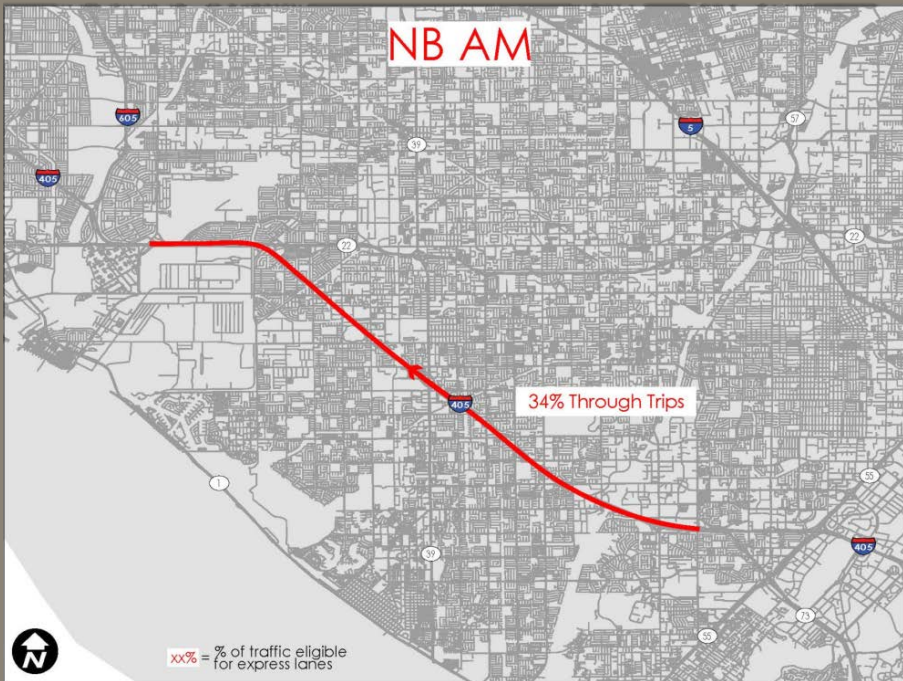 NB AM
605
405
39
5
57
22
22
34% Through Trips
405
1
55
39
405
73
55
N
xx% = % of traffic eligible
for express lanes